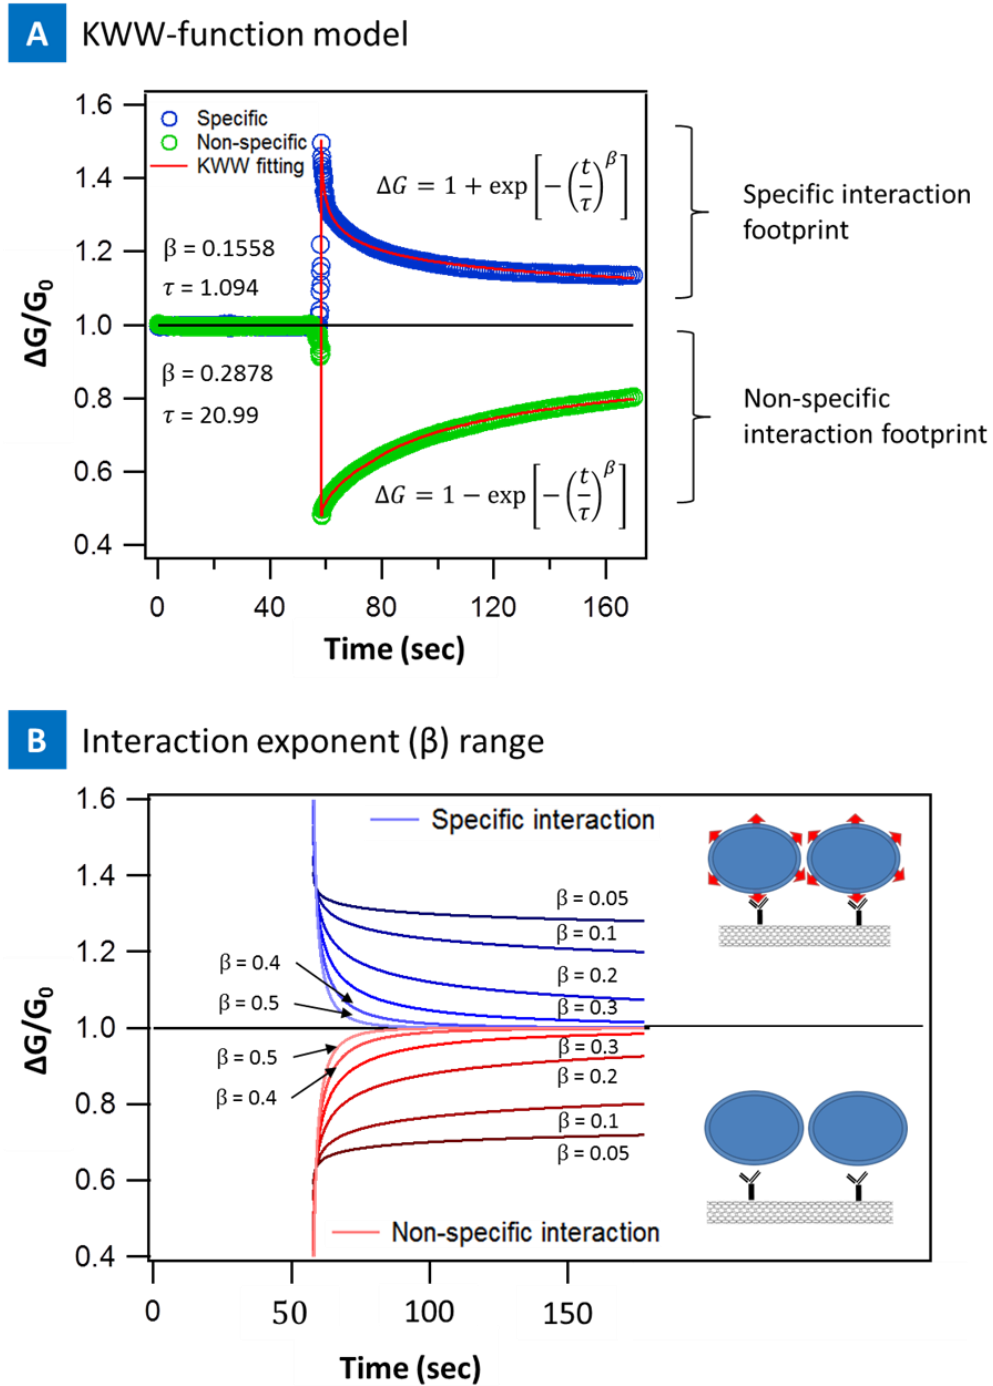 A KWW-function model
1.6
1.4
1.2
1.0
0.8
0.6
0.4
ΔG/G₀
Specific
Non-specific
KWW fitting
ΔG = 1 + exp[−(t/τ)^β]
β = 0.1558
τ = 1.094
β = 0.2878
τ = 20.99
ΔG = 1 − exp[−(t/τ)^β]
Specific interaction
footprint
Non-specific
interaction footprint
0 40 80 120 160
Time (sec)
B Interaction exponent (β) range
1.6
1.4
1.2
1.0
0.8
0.6
0.4
ΔG/G₀
Specific interaction
β = 0.05
β = 0.1
β = 0.4
β = 0.2
β = 0.5
β = 0.3
β = 0.5
β = 0.3
β = 0.4
β = 0.2
β = 0.1
β = 0.05
Non-specific interaction
0 50 100 150
Time (sec)